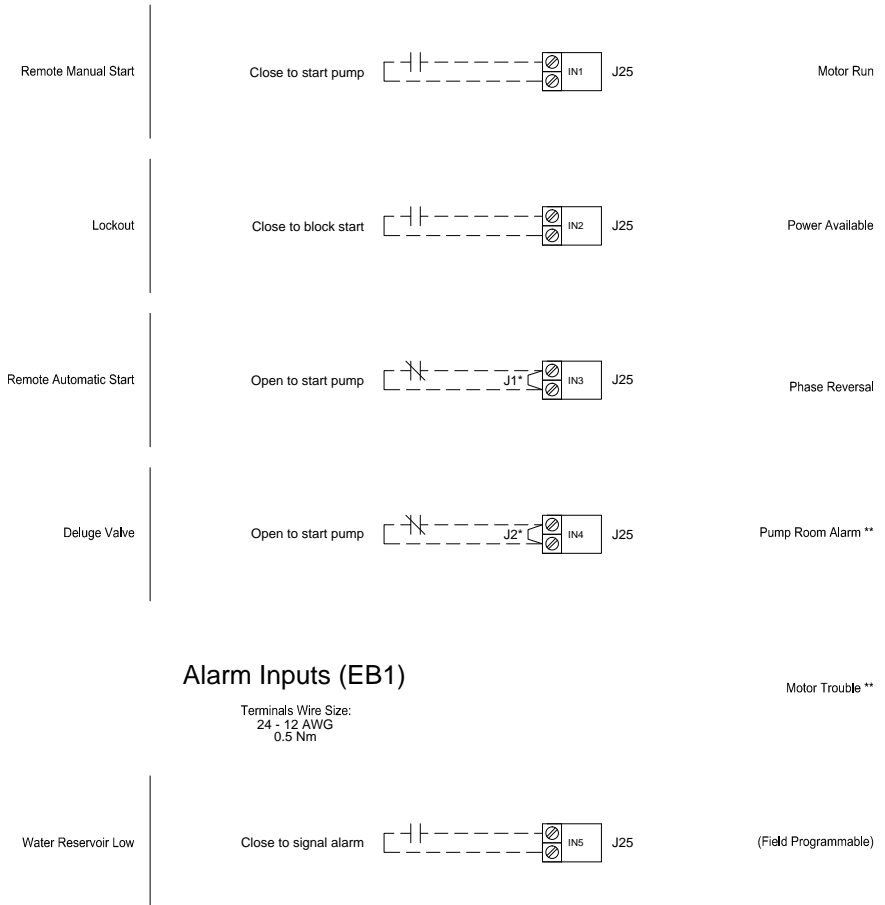 Remote Manual Start
Close to start pump
IN1
J25
Motor Run
Lockout
Close to block start
IN2
J25
Power Available
Remote Automatic Start
Open to start pump
J1*
IN3
J25
Phase Reversal
Deluge Valve
Open to start pump
J2*
IN4
J25
Pump Room Alarm **
Alarm Inputs (EB1)
Terminals Wire Size:
24 - 12 AWG
0.5 Nm
Motor Trouble **
Water Reservoir Low
Close to signal alarm
IN5
J25
(Field Programmable)